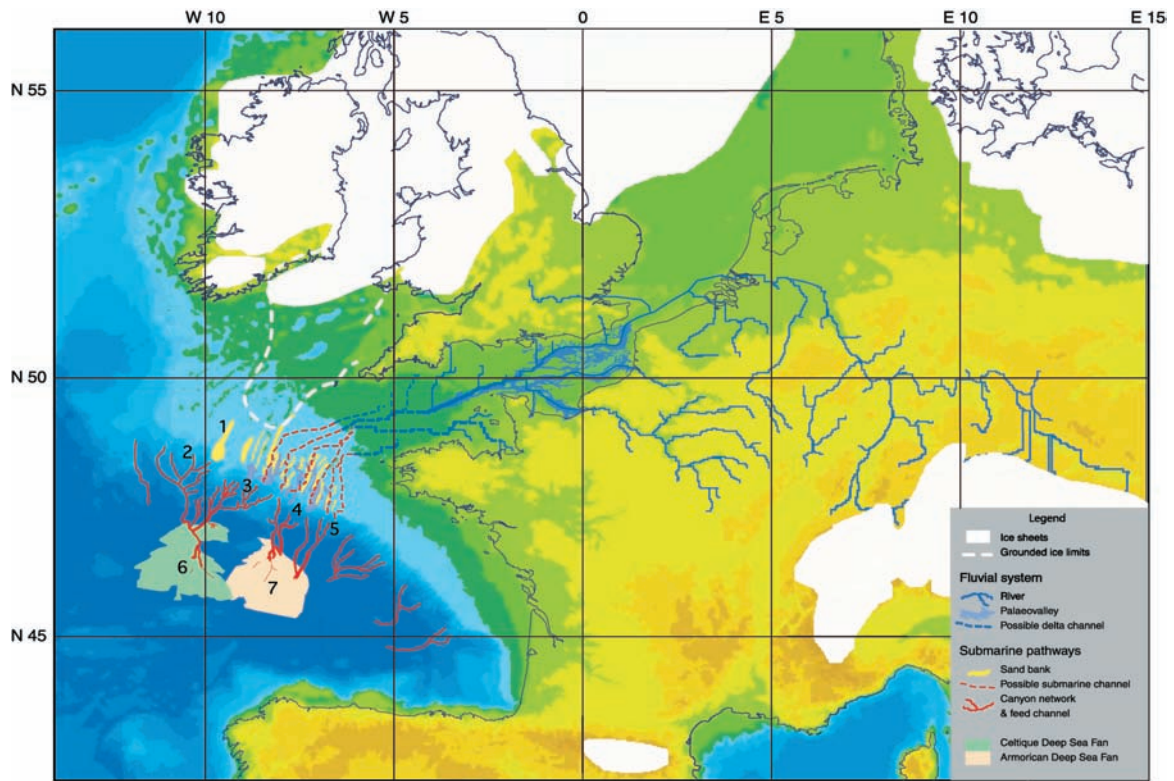 W 10 W 5 0 E 5 E 10 E 15
N 55
N 50
N 45
1
2
3
4
5
6
7
Legend
Ice sheets
Grounded ice limits
Fluvial system
River
Palaeovalley
Possible delta channel
Submarine pathways
Sand bank
Possible submarine channel
Canyon network
& feed channel
Celtique Deep Sea Fan
Armorican Deep Sea Fan